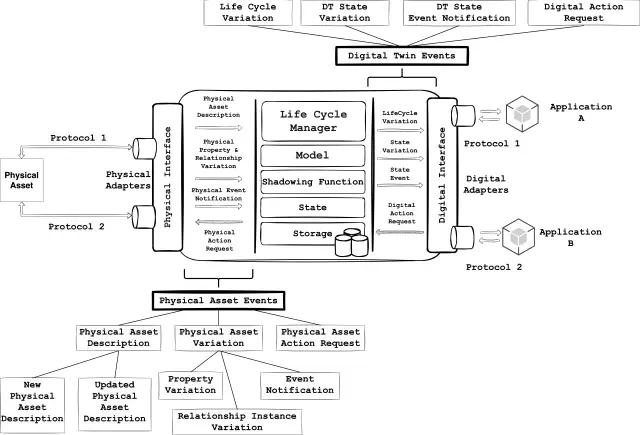 Life Cycle
Variation
DT State
Variation
DT State
Event Notification
Digital Action
Request
Digital Twin Events
Physical
Asset
Description
Physical
Property &
Relationship
Variation
Physical Event
Notification
Physical
Action
Request
Life Cycle
Manager
Model
Shadowing Function
State
Storage
LifeCycle
Variation
State
Variation
State
Event
Digital
Action
Request
Physical Interface
Digital Interface
Protocol 1
Physical
Asset
Physical
Adapters
Protocol 2
Application
A
Protocol 1
Digital
Adapters
Application
B
Protocol 2
Physical Asset Events
Physical Asset
Description
Physical Asset
Variation
Physical Asset
Action Request
New
Physical
Asset
Description
Updated
Physical
Asset
Description
Property
Variation
Event
Notification
Relationship Instance
Variation